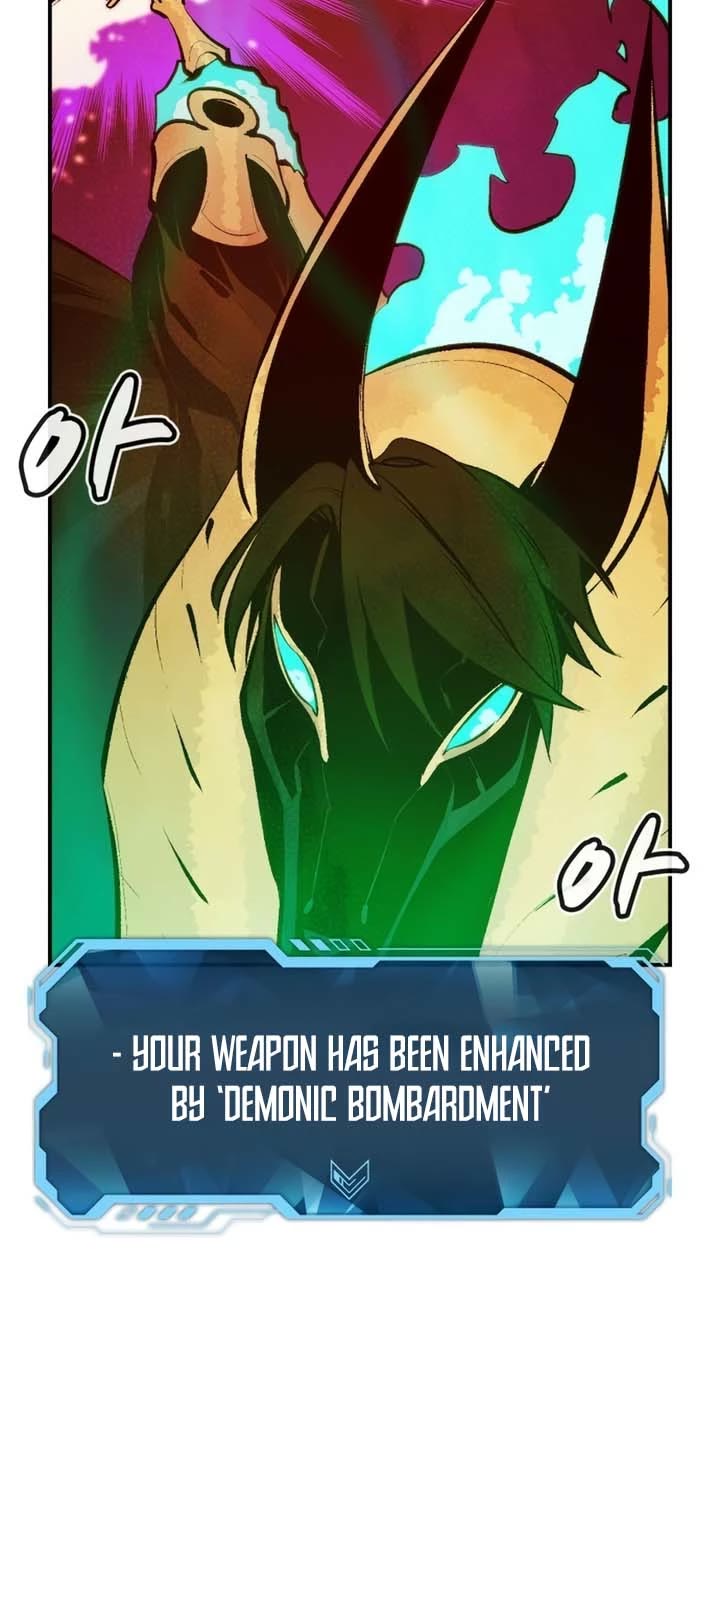 아
아
- YOUR WEAPON HAS BEEN ENHANCED
BY 'DEMONIC BOMBARDMENT'